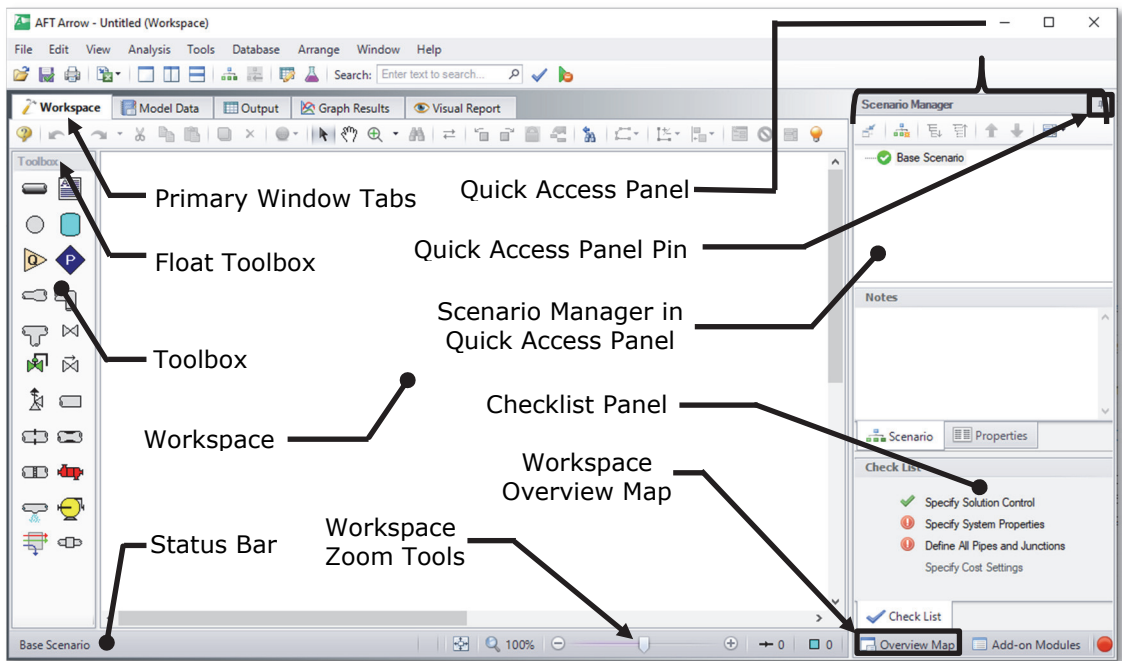 AFT Arrow - Untitled (Workspace)
File Edit View Analysis Tools Database Arrange Window Help
Search: Enter text to search...
Workspace Model Data Output Graph Results Visual Report
Scenario Manager
Toolbox
Base Scenario
Primary Window Tabs
Quick Access Panel
Float Toolbox
Quick Access Panel Pin
Q P
Notes
Scenario Manager in
Quick Access Panel
Toolbox
Checklist Panel
Workspace
Scenario Properties
Workspace
Overview Map
Check List
Specify Solution Control
Specify System Properties
Define All Pipes and Junctions
Specify Cost Settings
Status Bar
Workspace
Zoom Tools
Check List
Base Scenario
100%
0 0
Overview Map Add-on Modules